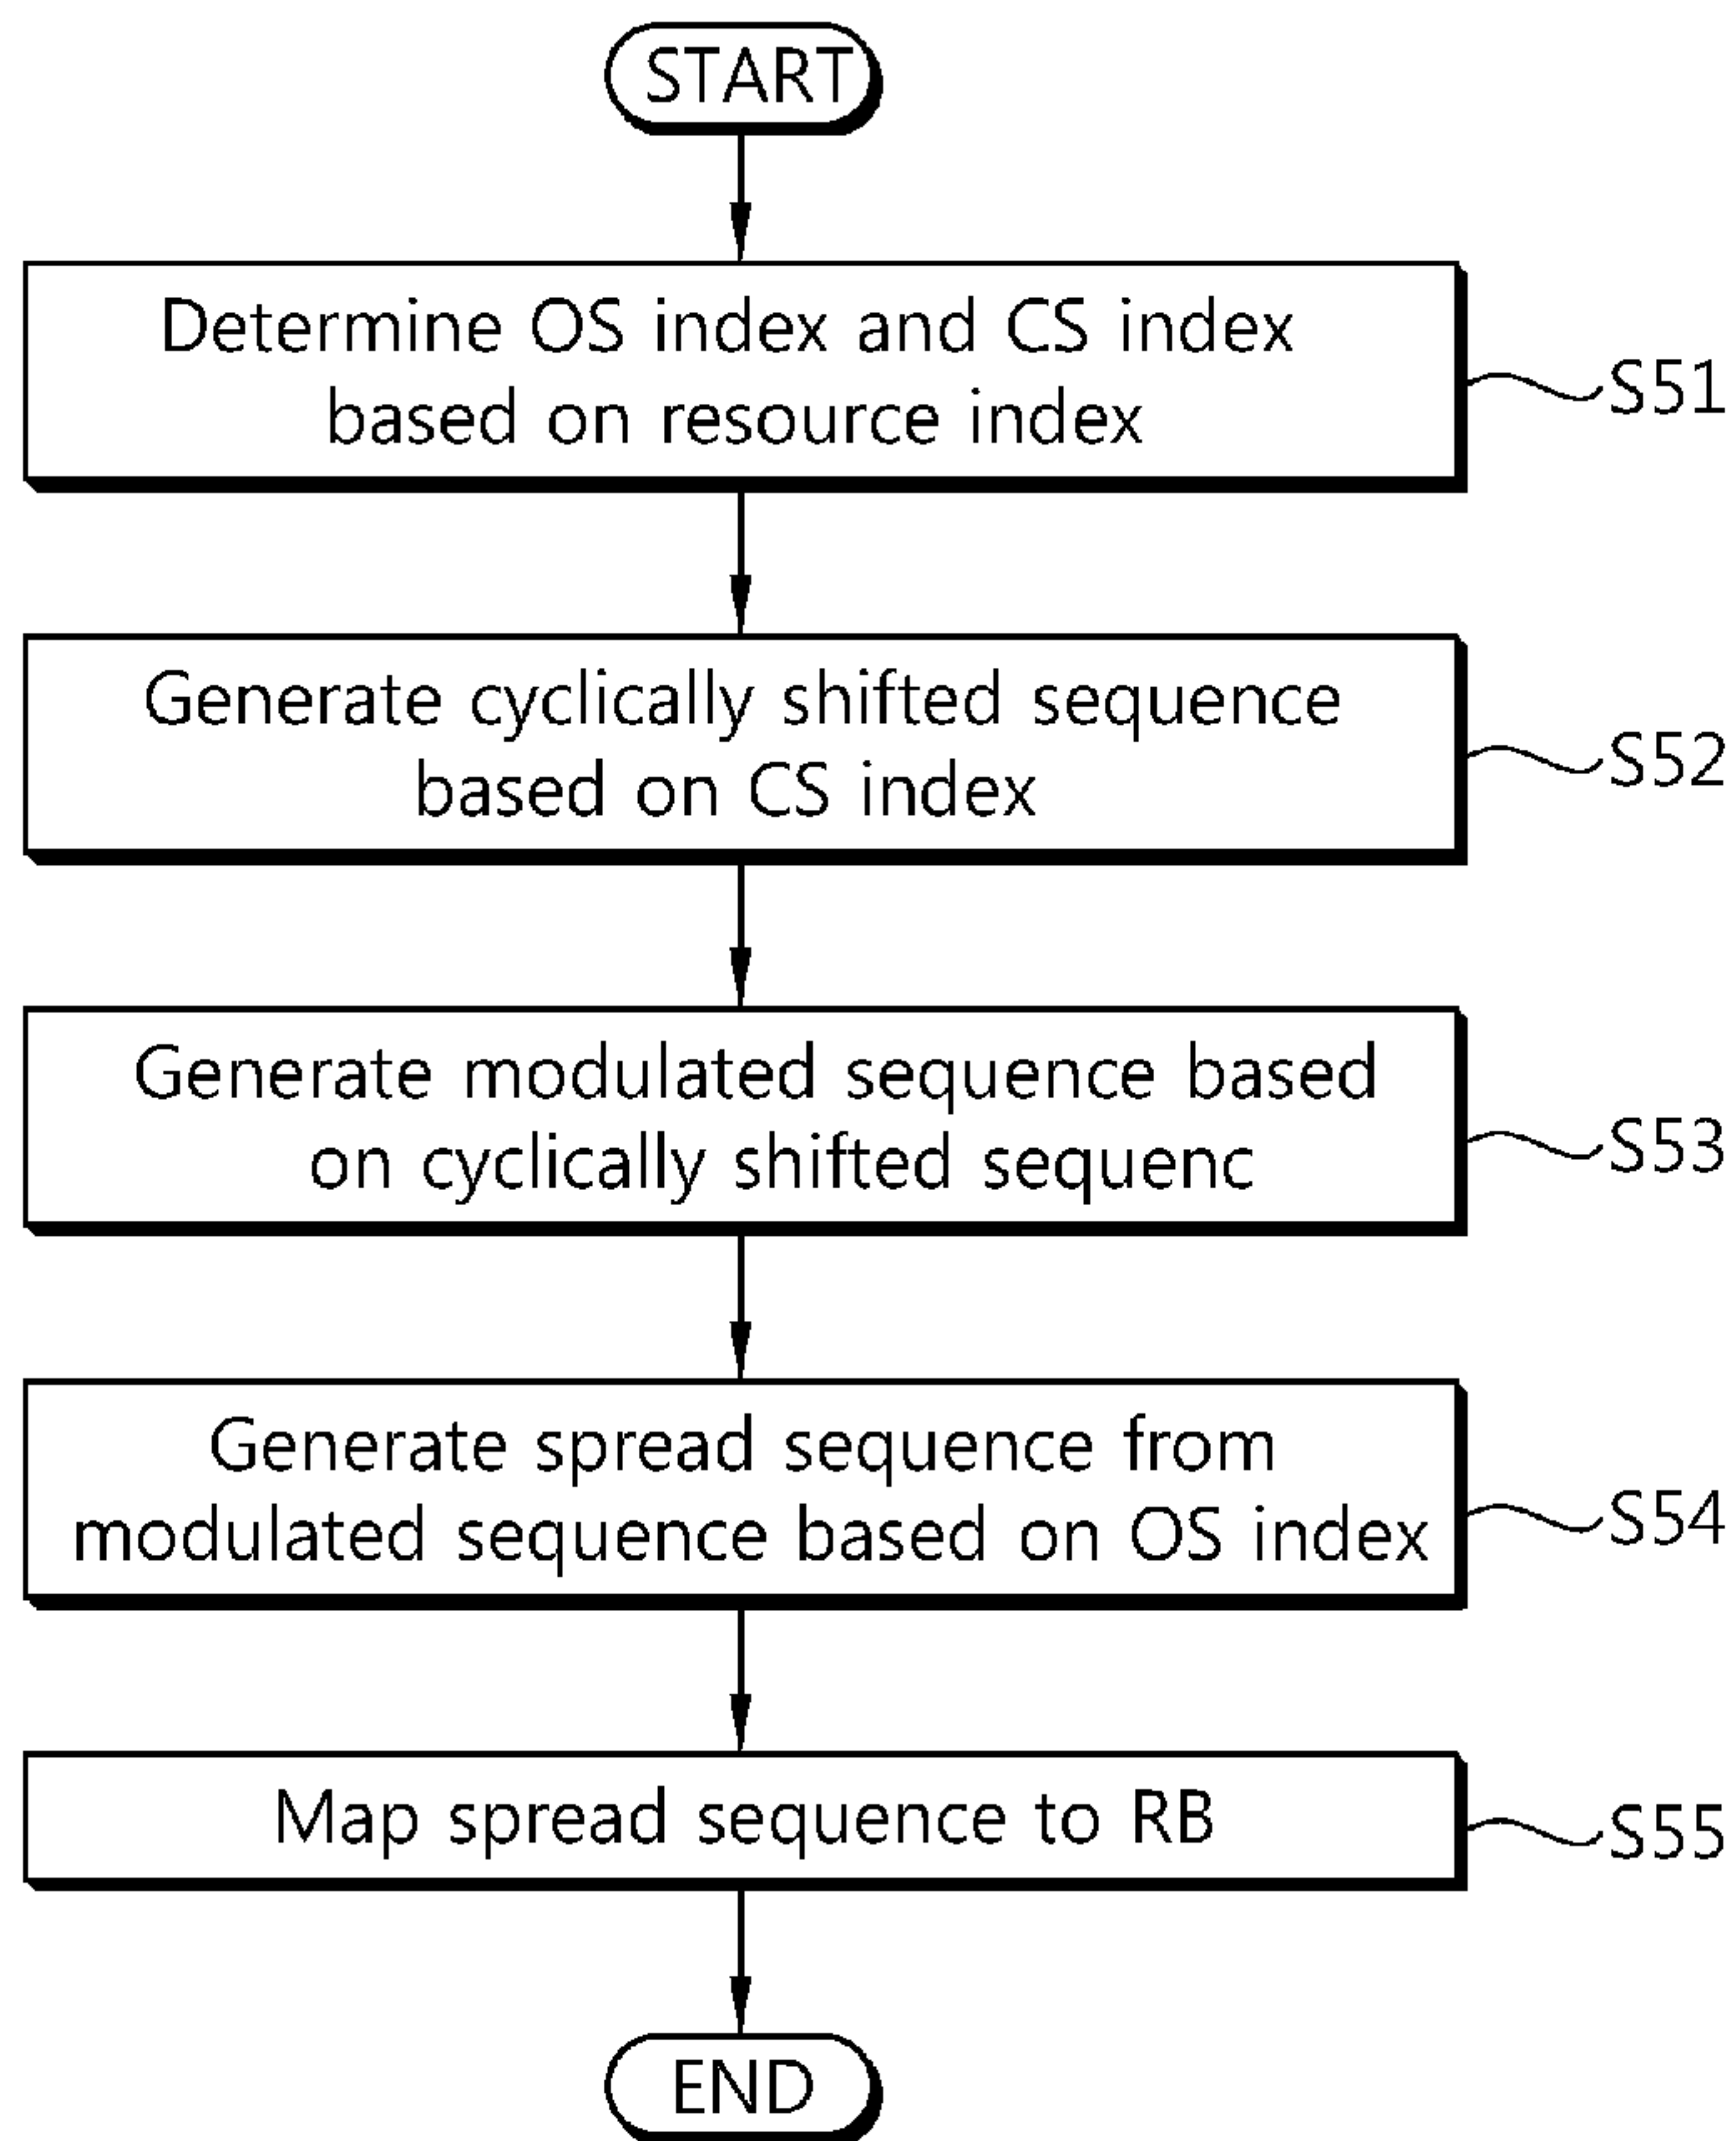 START
Determine OS index and CS index
based on resource index
S51
Generate cyclically shifted sequence
based on CS index
S52
Generate modulated sequence based
on cyclically shifted sequenc
S53
Generate spread sequence from
modulated sequence based on OS index
S54
Map spread sequence to RB
S55
END